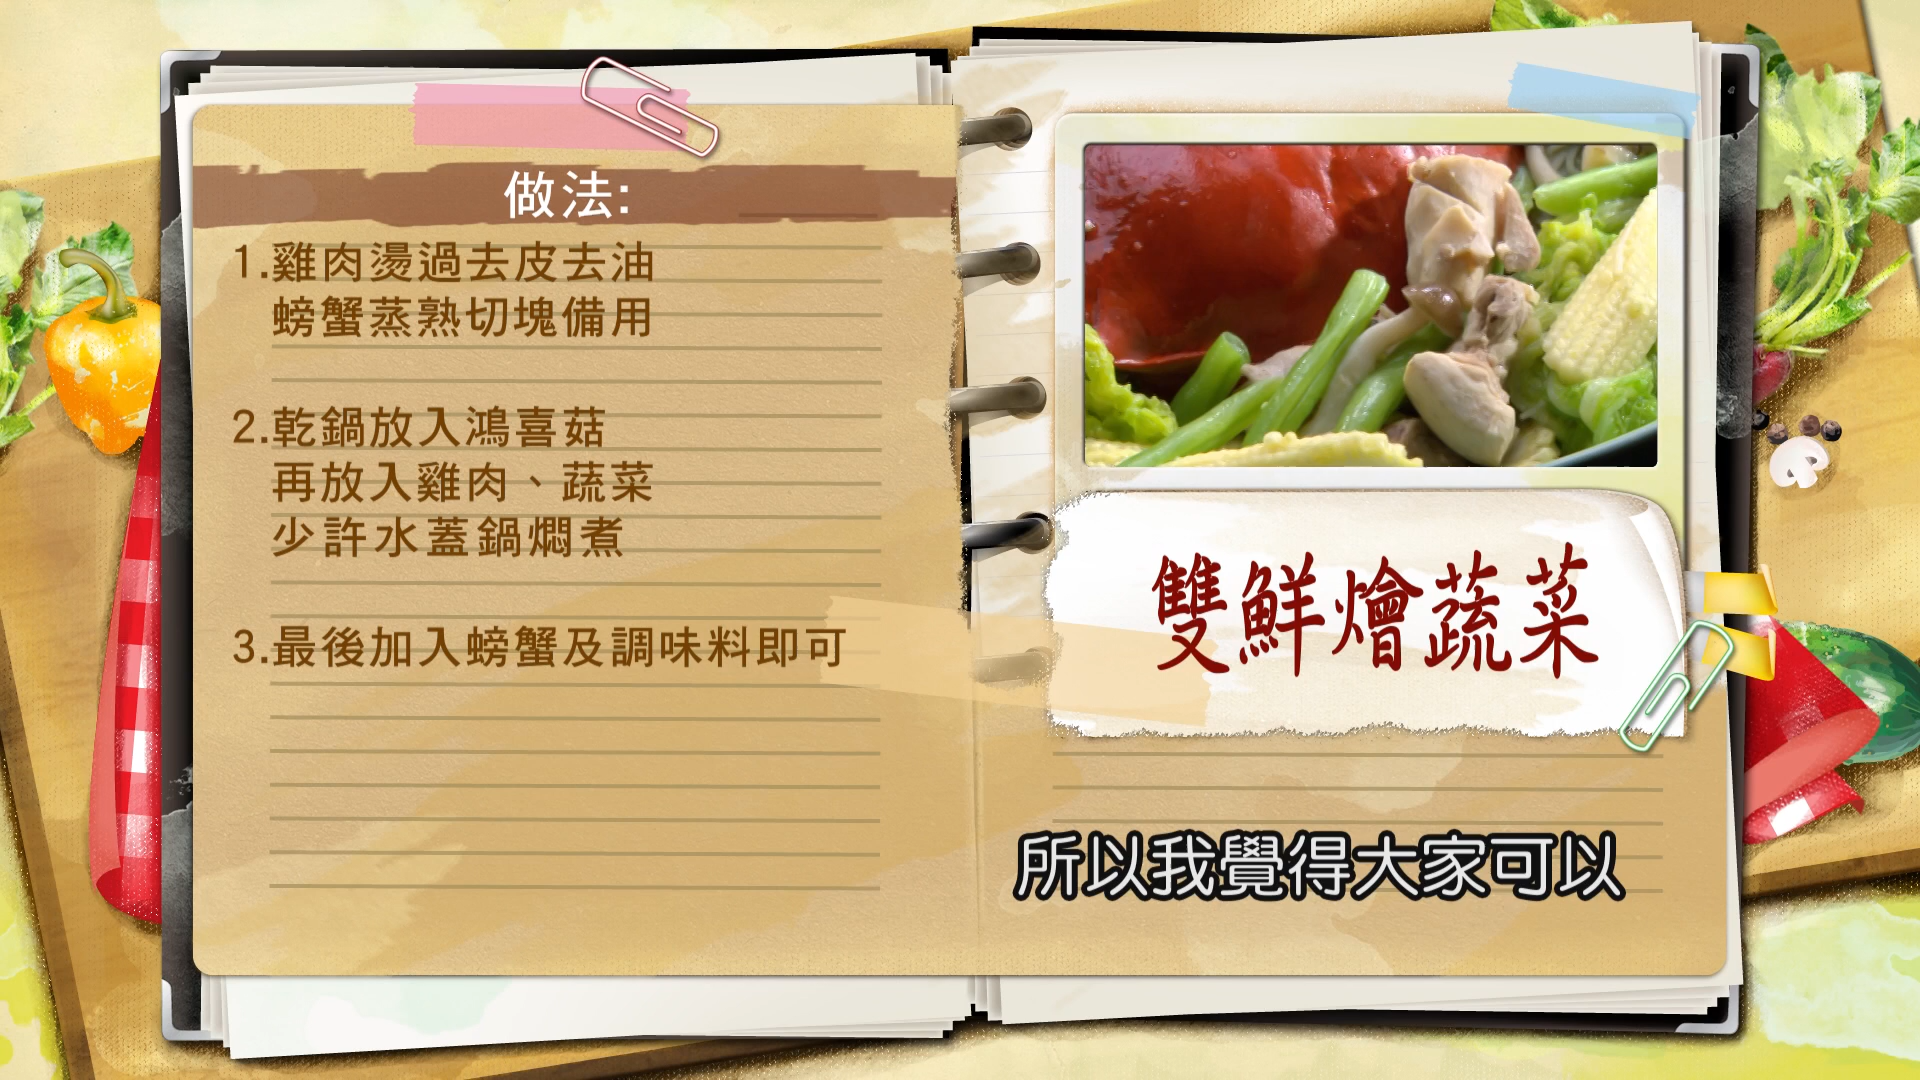 做法:
1.雞肉燙過去皮去油
螃蟹蒸熟切塊備用
2.乾鍋放入鴻喜菇
再放入雞肉、蔬菜
少許水蓋鍋燜煮
3.最後加入螃蟹及調味料即可
雙鮮燴蔬菜
所以我覺得大家可以